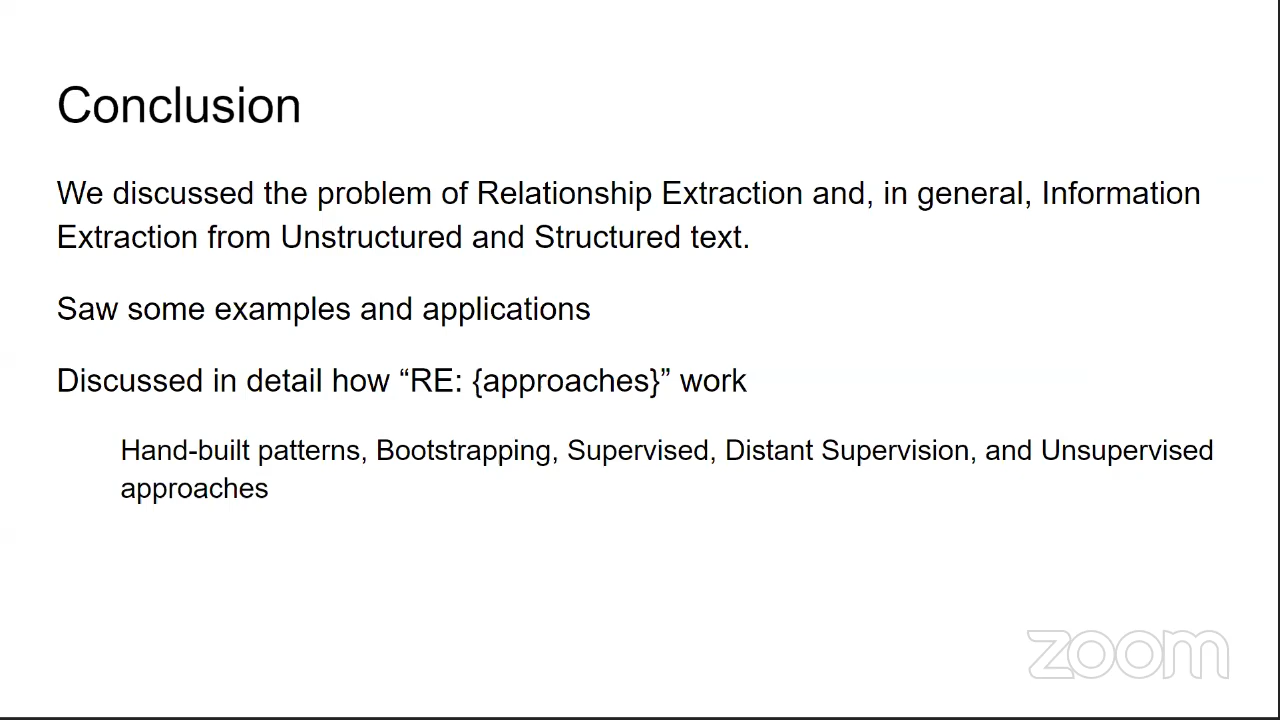 Conclusion
We discussed the problem of Relationship Extraction and, in general, Information
Extraction from Unstructured and Structured text.
Saw some examples and applications
Discussed in detail how “RE: {approaches}” work
Hand-built patterns, Bootstrapping, Supervised, Distant Supervision, and Unsupervised
approaches
zoom